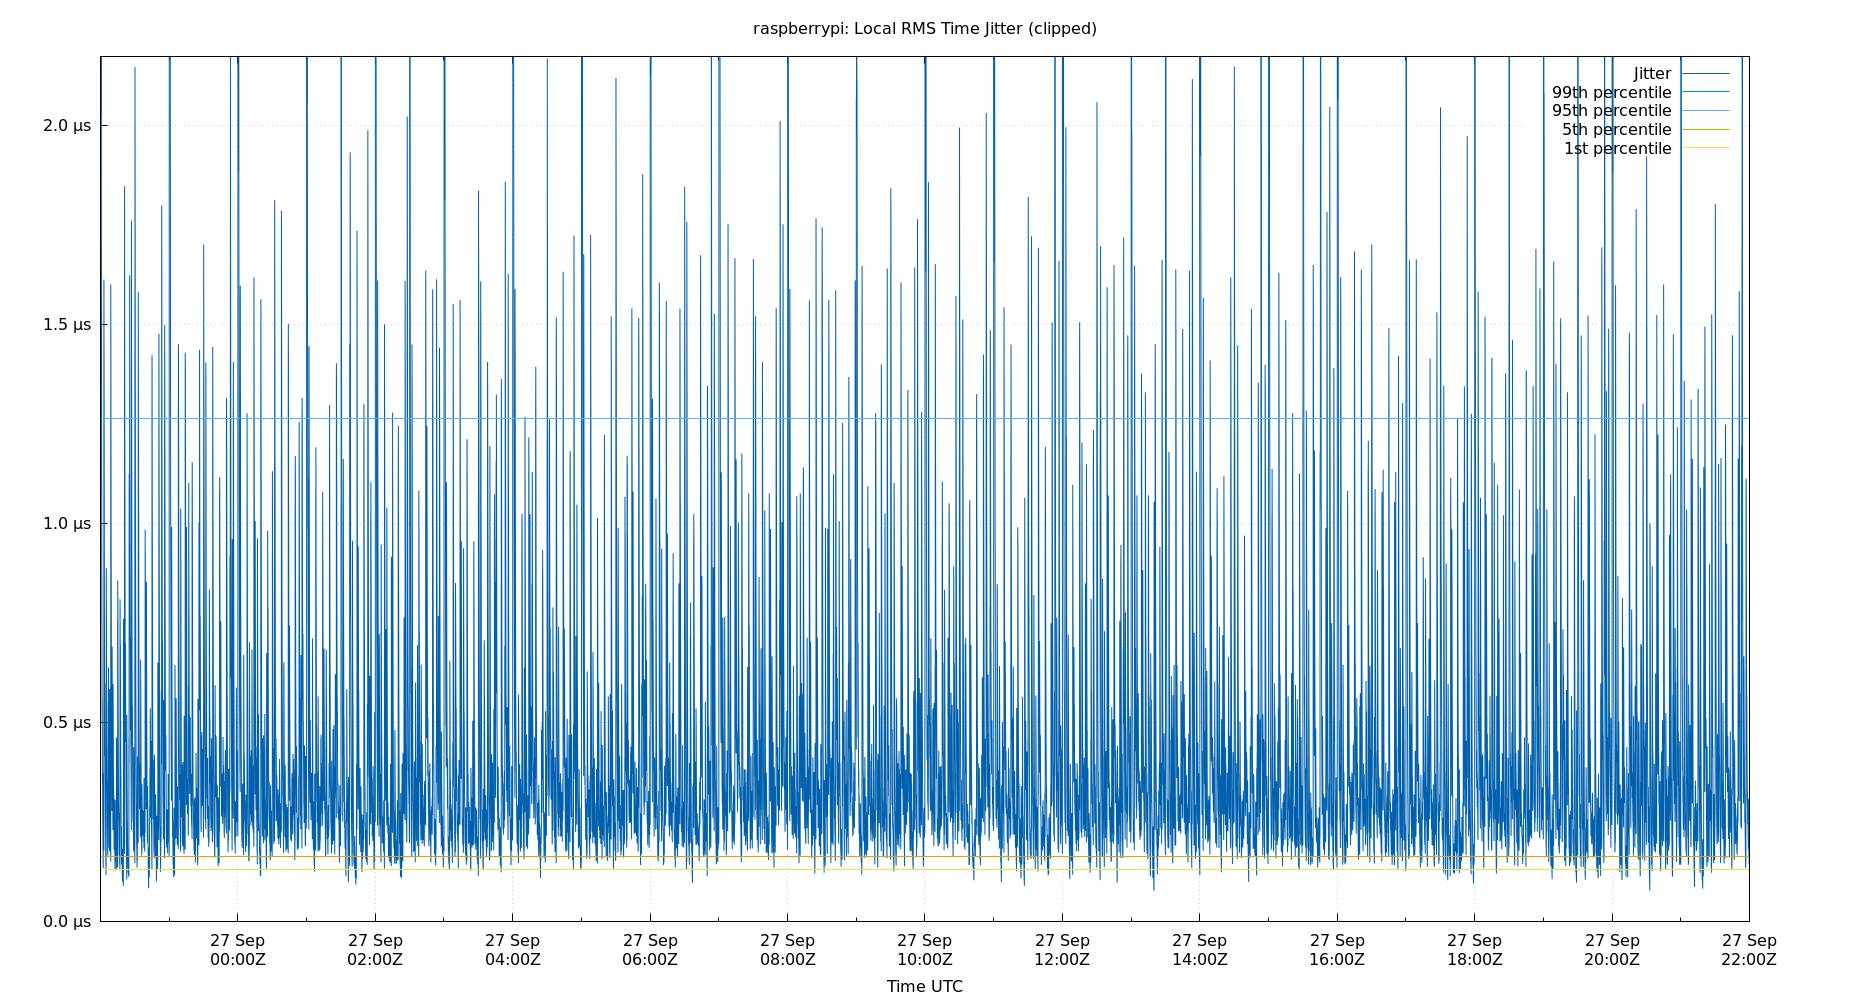 raspberrypi: Local RMS Time Jitter (clipped)
Jitter
99th percentile
95th percentile
5th percentile
1st percentile
2.0 µs
1.5 µs
1.0 µs
0.5 µs
0.0 µs
27 Sep 27 Sep 27 Sep 27 Sep 27 Sep 27 Sep 27 Sep 27 Sep 27 Sep 27 Sep 27 Sep 27 Sep
00:00Z 02:00Z 04:00Z 06:00Z 08:00Z 10:00Z 12:00Z 14:00Z 16:00Z 18:00Z 20:00Z 22:00Z
Time UTC